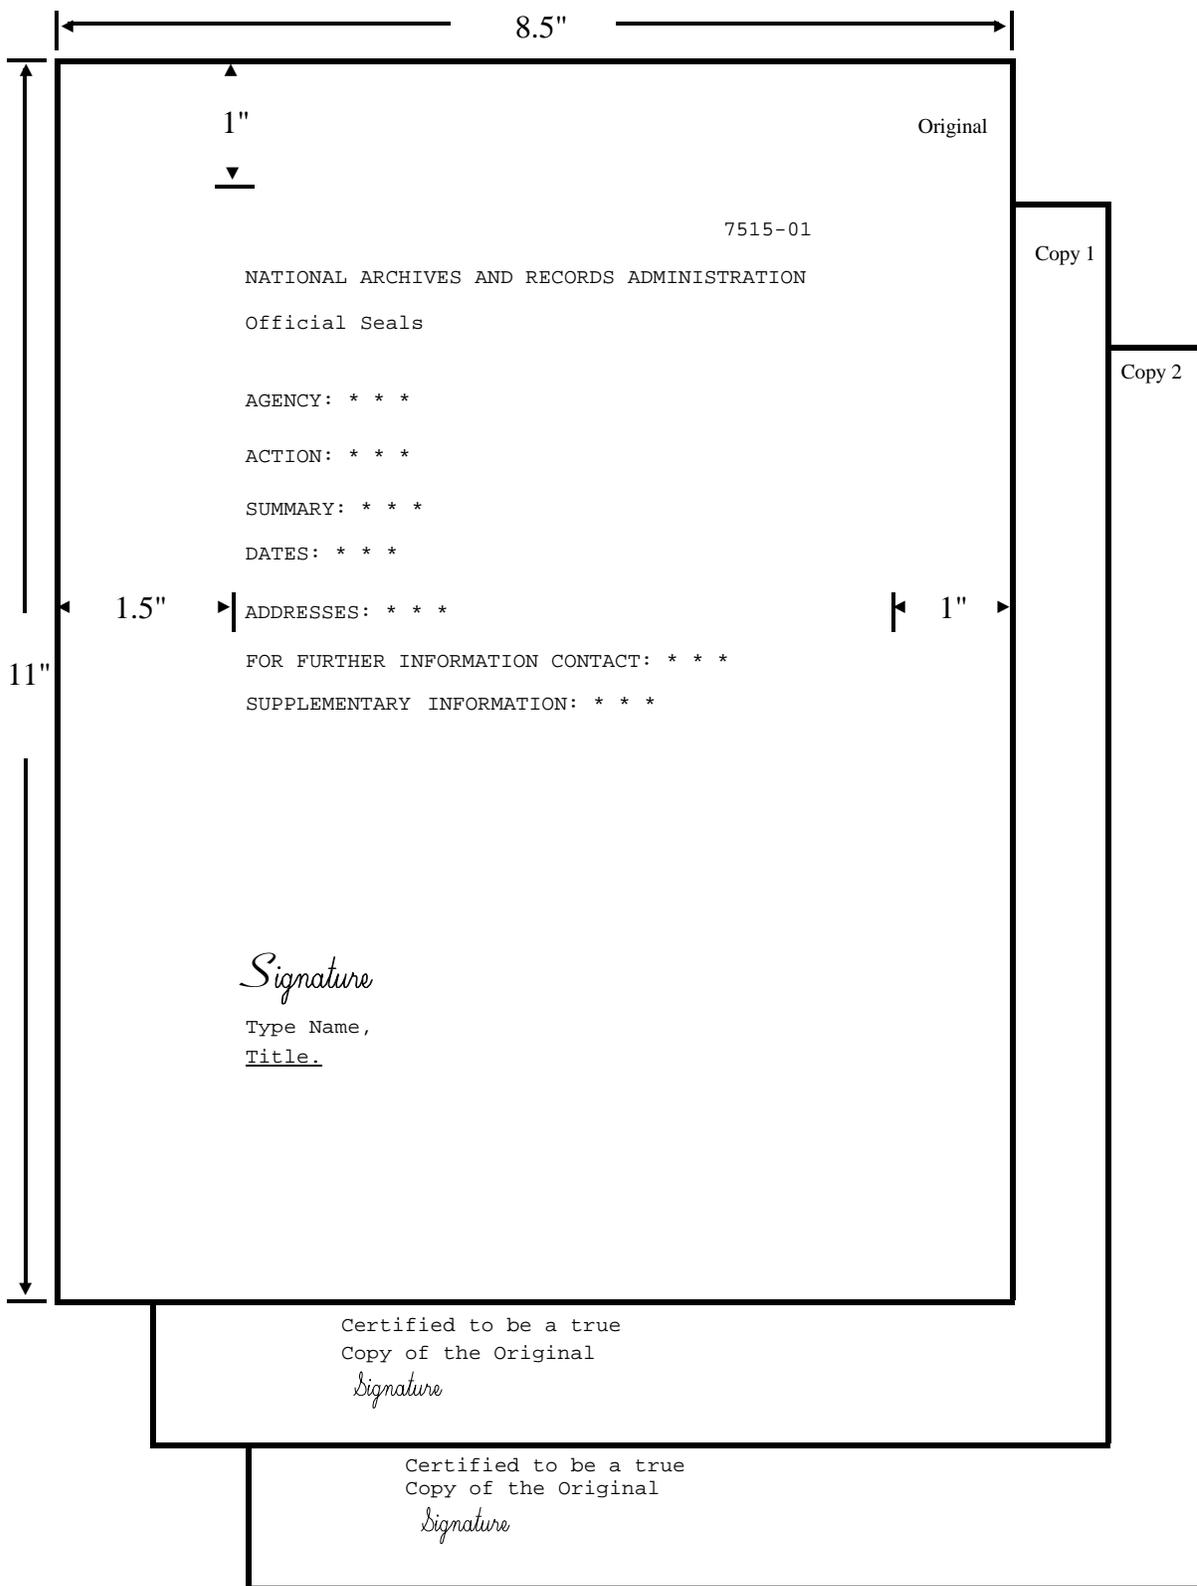 8.5"
1"
Original
7515-01
Copy 1
NATIONAL ARCHIVES AND RECORDS ADMINISTRATION
Official Seals
Copy 2
AGENCY: * * *
ACTION: * * *
SUMMARY: * * *
DATES: * * *
1.5"
ADDRESSES: * * *
1"
FOR FURTHER INFORMATION CONTACT: * * *
11"
SUPPLEMENTARY INFORMATION: * * *
Signature
Type Name,
Title.
Certified to be a true
Copy of the Original
Signature
Certified to be a true
Copy of the Original
Signature